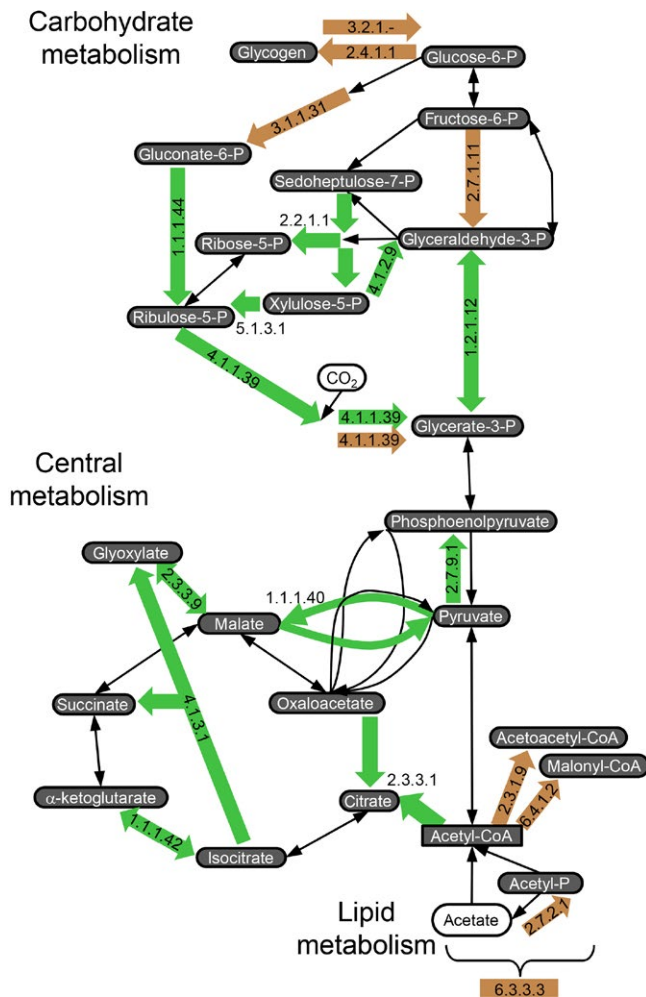 Carbohydrate
metabolism
3.2.1.-
Glycogen
2.4.1.1
Glucose-6-P
3.1.1.31
Fructose-6-P
Gluconate-6-P
2.7.1.11
Sedoheptulose-7-P
1.1.1.44
2.2.1.1
Ribose-5-P
Glyceraldehyde-3-P
4.1.2.9
Xylulose-5-P
Ribulose-5-P
5.1.3.1
1.2.1.12
4.1.1.39
CO2
4.1.1.39
4.1.1.39
Glycerate-3-P
Central
metabolism
Phosphoenolpyruvate
Glyoxylate
2.3.3.9
2.7.9.1
1.1.1.40
Malate
Pyruvate
4.1.3.1
Succinate
Oxaloacetate
Acetoacetyl-CoA
Malonyl-CoA
2.3.1.9
6.4.1.2
α-ketoglutarate
2.3.3.1
Citrate
1.1.1.42
Isocitrate
Acetyl-CoA
Acetyl-P
Lipid
metabolism
Acetate
2.7.2.1
6.3.3.3